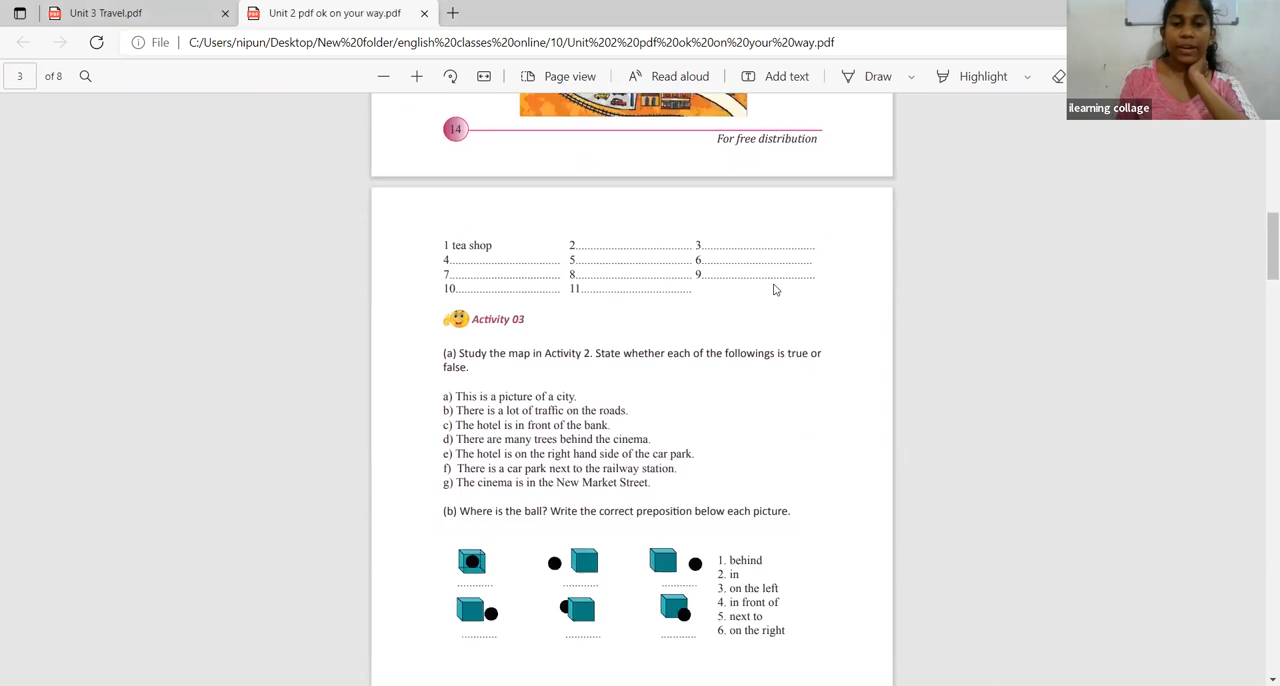 Unit 3 Travel.pdf
Unit 2 pdf ok on your way.pdf
File C:/Users/nipun/Desktop/New%20folder/english%20classes%20online/10/Unit%202%20pdf%20ok%20on%20your%20way.pdf
3 of 8 Page view Read aloud Add text Draw Highlight
ilearning collage
14
For free distribution
1 tea shop 2....................................... 3.......................................
4...................................... 5....................................... 6.......................................
7...................................... 8....................................... 9.......................................
10.................................... 11.....................................
Activity 03
(a) Study the map in Activity 2. State whether each of the followings is true or
false.
a) This is a picture of a city.
b) There is a lot of traffic on the roads.
c) The hotel is in front of the bank.
d) There are many trees behind the cinema.
e) The hotel is on the right hand side of the car park.
f) There is a car park next to the railway station.
g) The cinema is in the New Market Street.
(b) Where is the ball? Write the correct preposition below each picture.
............ ............ ............
............ ............ ............
1. behind
2. in
3. on the left
4. in front of
5. next to
6. on the right